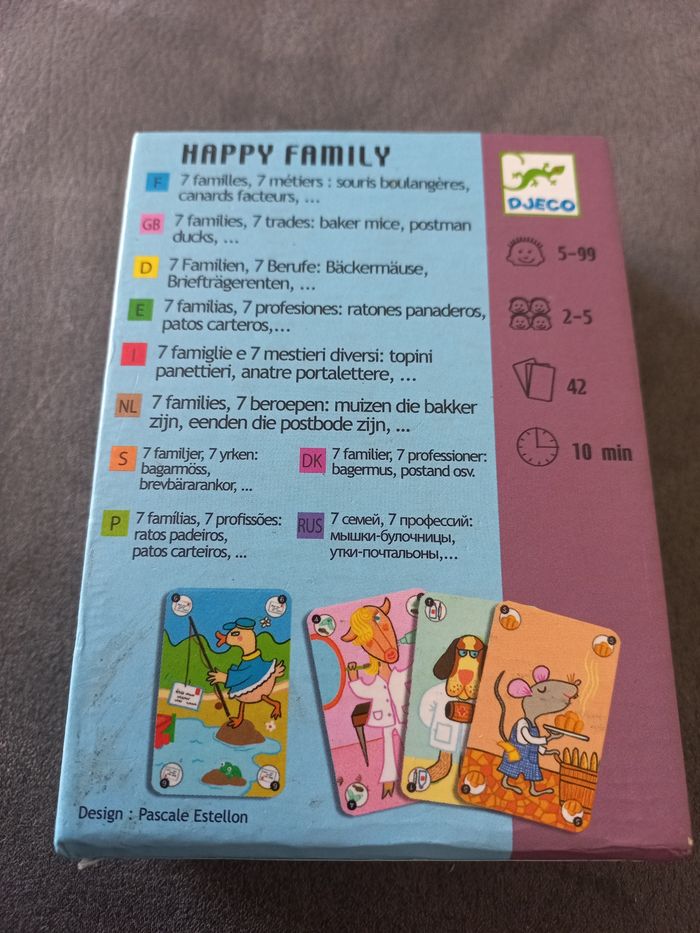 HAPPY FAMILY
DJECO
F
7 familles, 7 métiers : souris boulangères,
canards facteurs, ...
GB
7 families, 7 trades: baker mice, postman
ducks, ...
D
7 Familien, 7 Berufe: Bäckermäuse,
Briefträgerenten, ...
E
7 familias, 7 profesiones: ratones panaderos,
patos carteros,...
I
7 famiglie e 7 mestieri diversi: topini
panettieri, anatre portalettere, ...
NL
7 families, 7 beroepen: muizen die bakker
zijn, eenden die postbode zijn, ...
S
7 familjer, 7 yrken:
bagarmöss,
brevbärarankor, ...
DK
7 familier, 7 professioner:
bagermus, postand osv.
P
7 famílias, 7 profissões:
ratos padeiros,
patos carteiros, ...
RUS
7 семей, 7 профессий:
мышки-булочницы,
утки-почтальоны,...
5-99
2-5
42
10 min
Design : Pascale Estellon